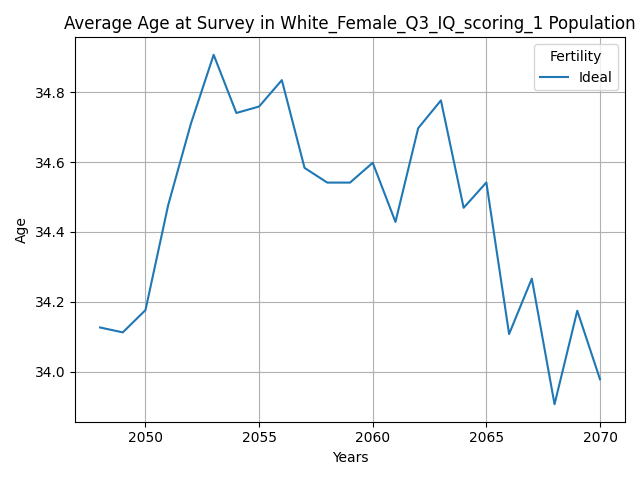 Average Age at Survey in White_Female_Q3_IQ_scoring_1 Population
Fertility
Ideal
34.8
34.6
34.4
34.2
34.0
Age
2050
2055
2060
2065
2070
Years